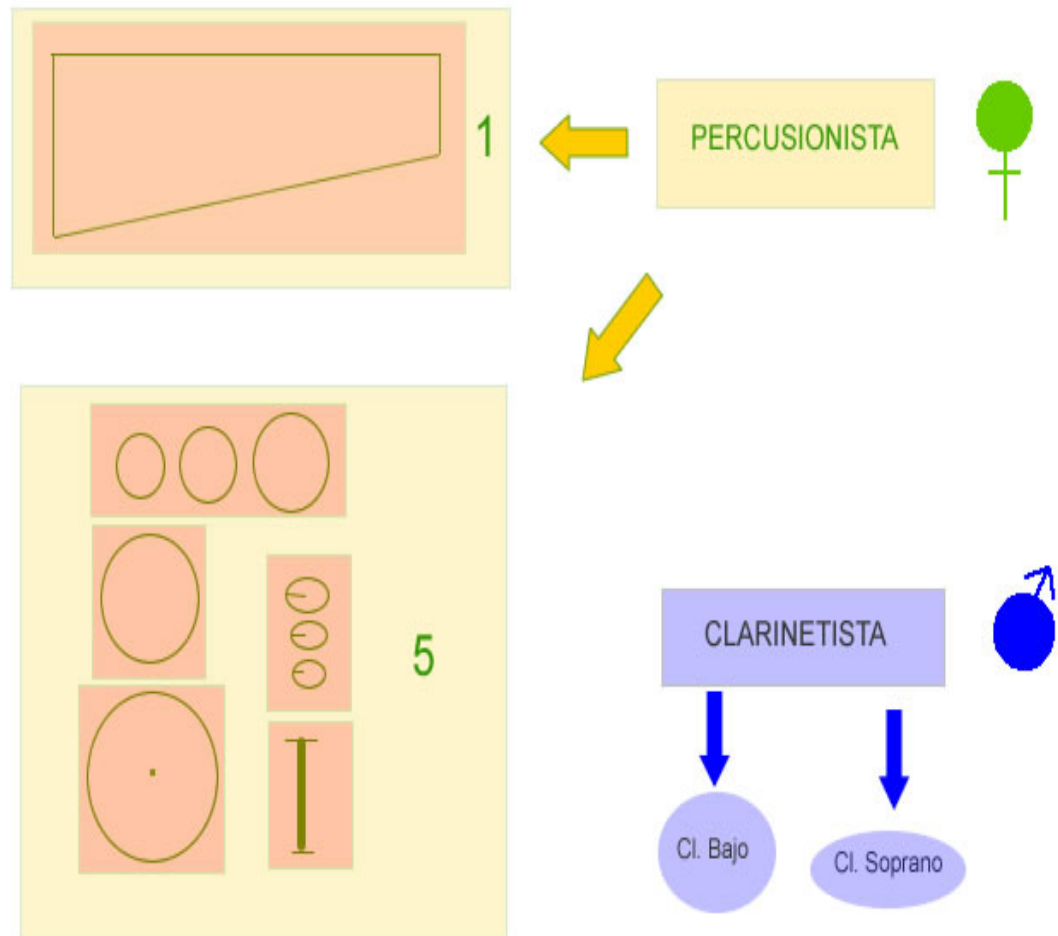 1
PERCUSIONISTA
5
CLARINETISTA
Cl. Bajo
Cl. Soprano